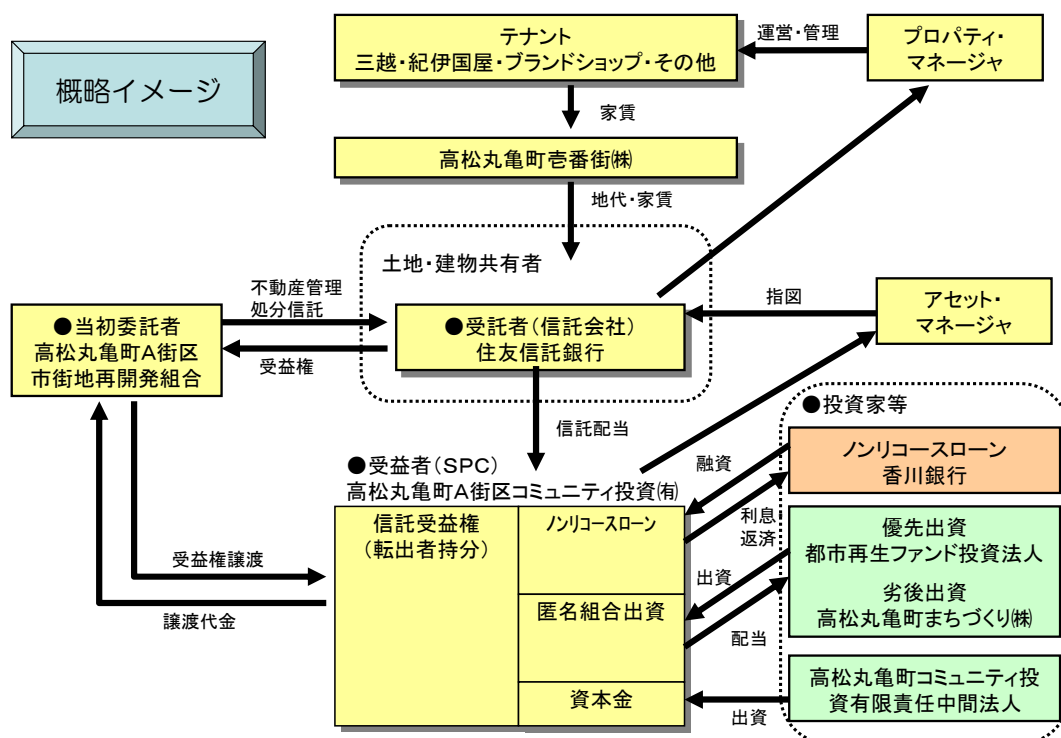 概略イメージ
テナント
三越・紀伊国屋・ブランドショップ・その他
運営・管理
プロパティ・
マネージャ
家賃
高松丸亀町壱番街㈱
地代・家賃
土地・建物共有者
不動産管理
処分信託
●当初委託者
高松丸亀町A街区
市街地再開発組合
受益権
●受託者(信託会社)
住友信託銀行
指図
アセット・
マネージャ
信託配当
●投資家等
●受益者(SPC)
高松丸亀町A街区コミュニティ投資㈲
融資
ノンリコースローン
香川銀行
信託受益権
(転出者持分)
ノンリコースローン
利息
返済
優先出資
都市再生ファンド投資法人
劣後出資
高松丸亀町まちづくり㈱
受益権譲渡
譲渡代金
出資
匿名組合出資
配当
資本金
出資
高松丸亀町コミュニティ投
資有限責任中間法人